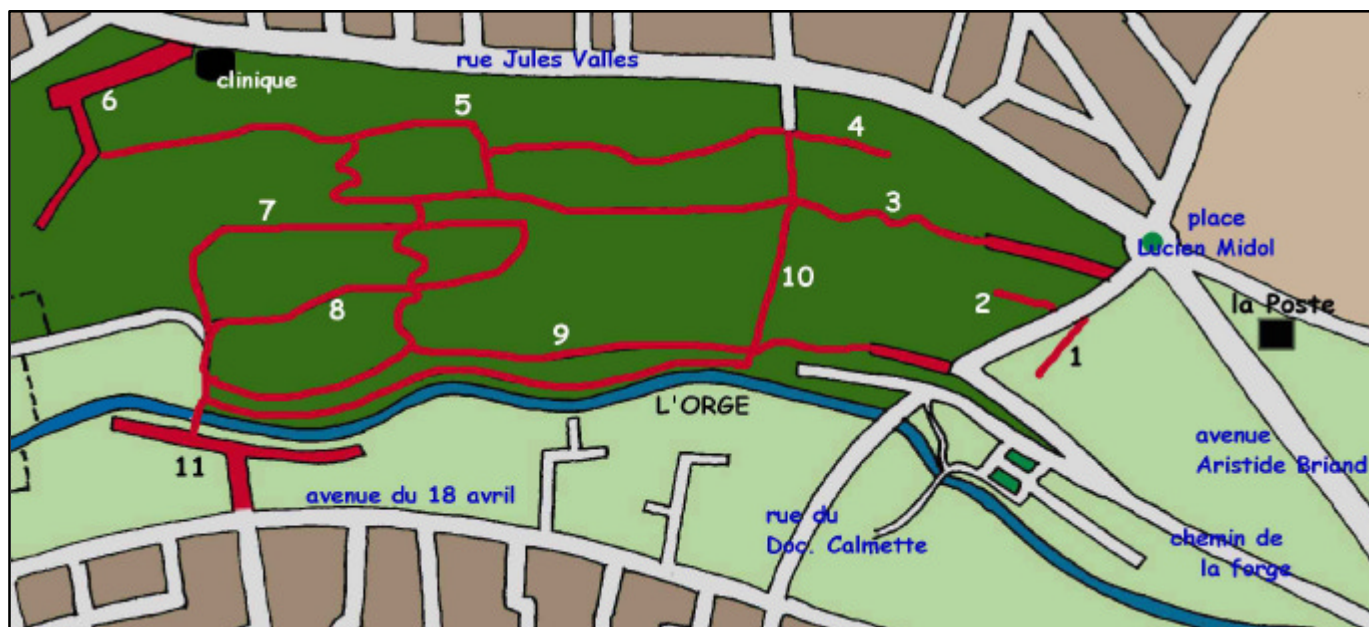 rue Jules Valles
clinique
6
5
4
7
3
place
Lucien Midol
10
2
la Poste
8
9
1
L'ORGE
11
avenue
Aristide Briand
avenue du 18 avril
rue du
Doc. Calmette
chemin de
la forge